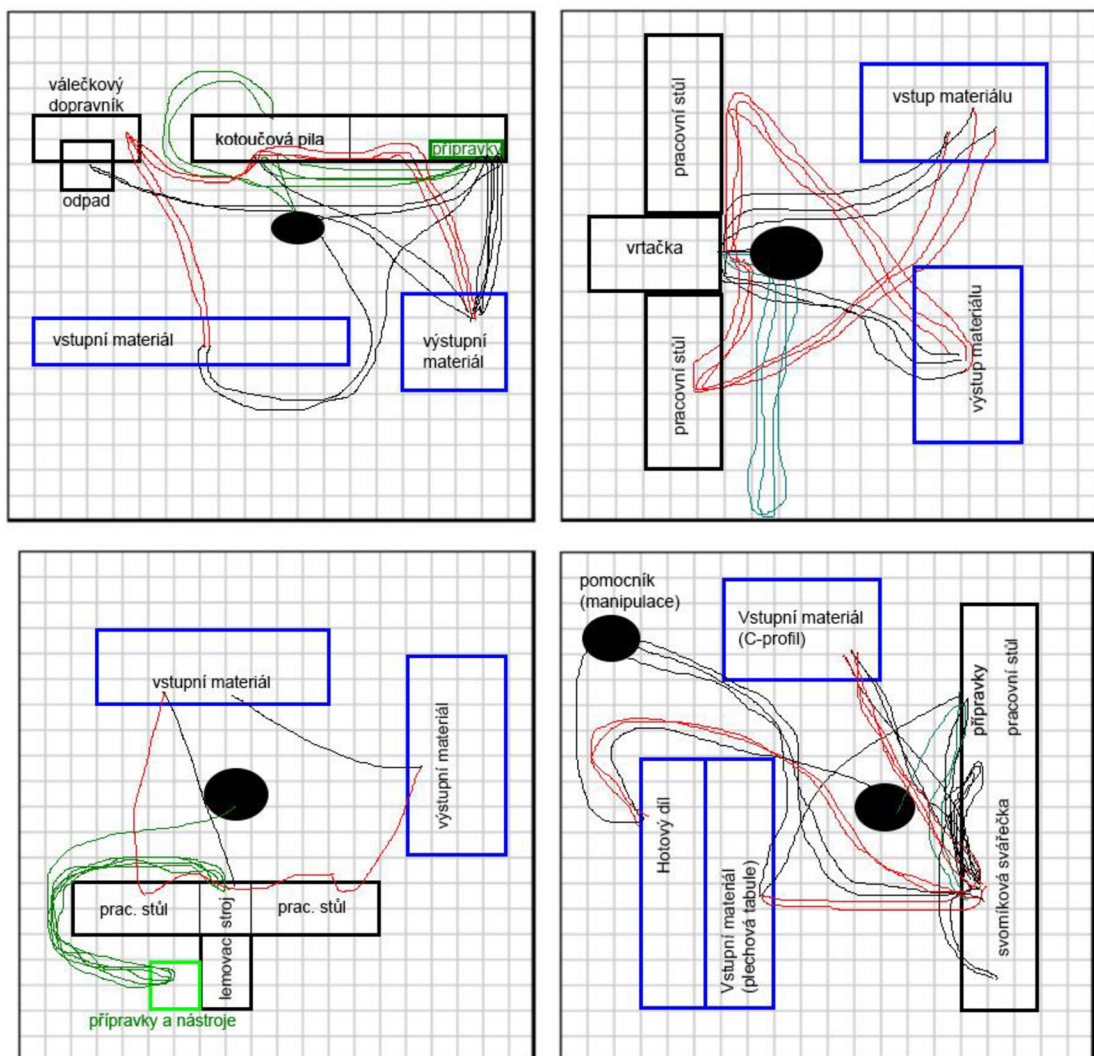 válečkový
dopravník
kotoučová pila
přípravky
odpad
vstupní materiál
výstupní
materiál
pracovní stůl
vstup materiálu
vrtačka
pracovní stůl
výstup materiálu
vstupní materiál
výstupní materiál
prac. stůl
lemovac stroj
prac. stůl
přípravky a nástroje
pomocník
(manipulace)
Vstupní materiál
(C-profil)
přípravky
pracovní stůl
Hotový díl
Vstupní materiál
(plechová tabule)
svorníková svářečka